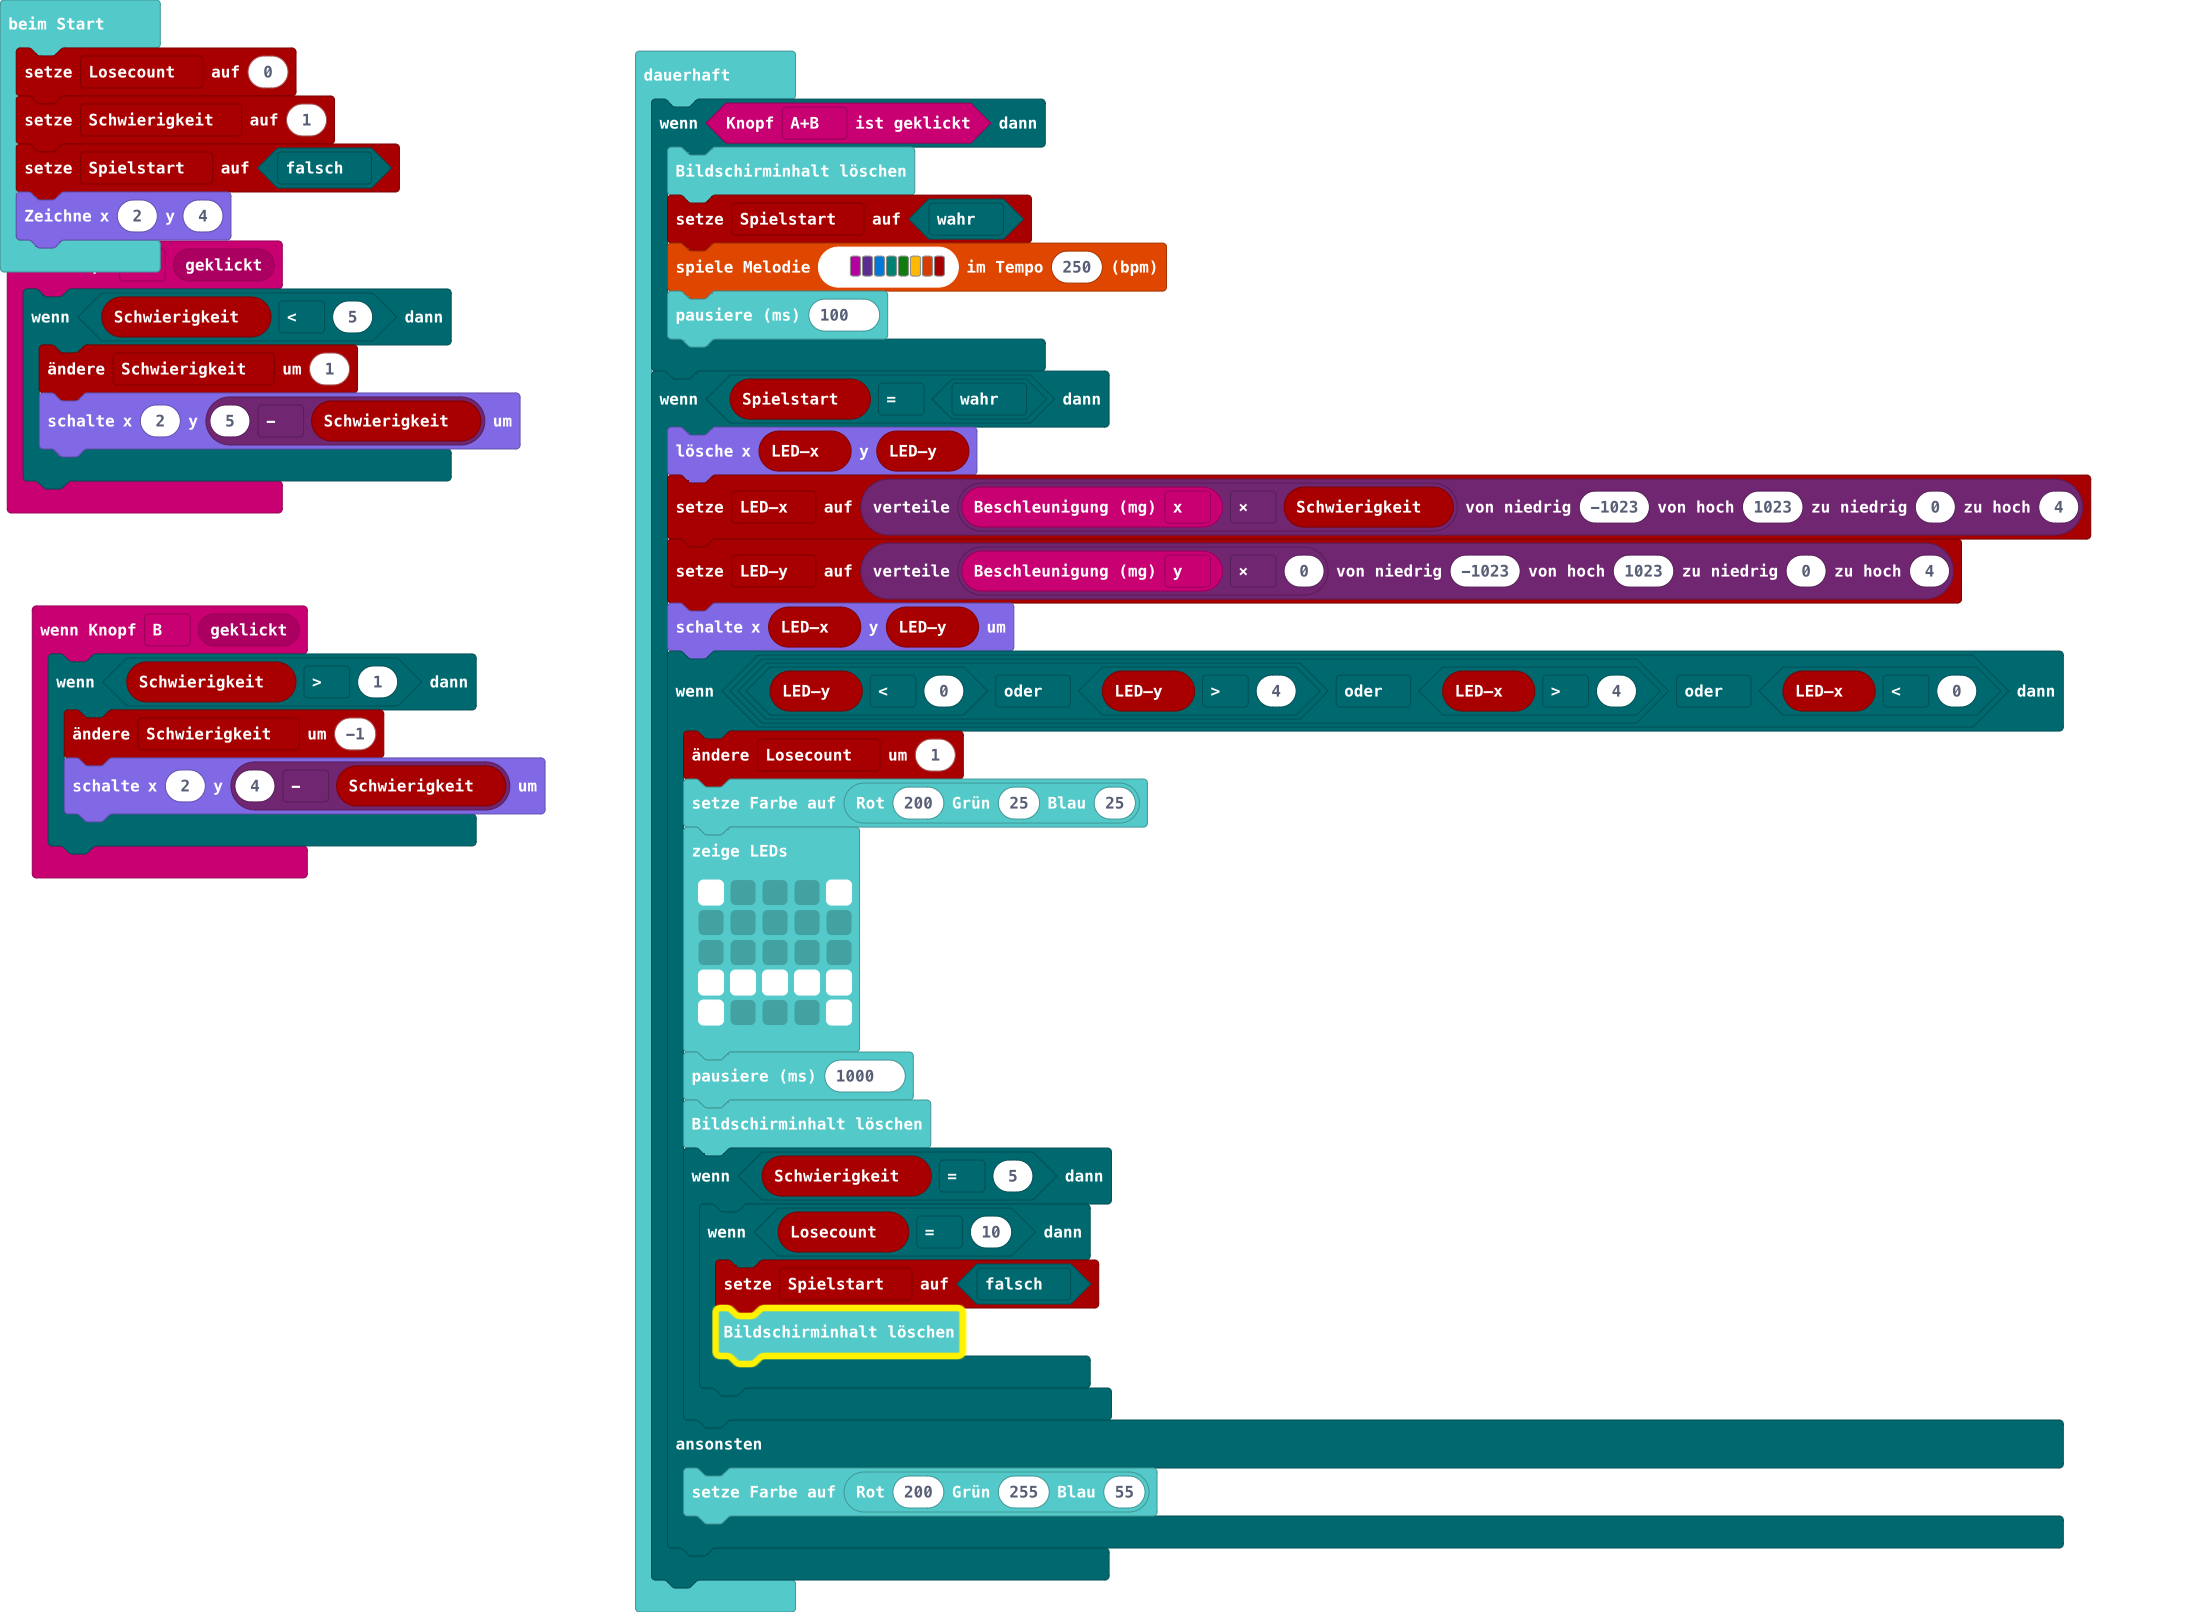 beim Start
setze Losecount auf 0
setze Schwierigkeit auf 1
setze Spielstart auf falsch
Zeichne x 2 y 4
geklickt
wenn Schwierigkeit < 5 dann
ändere Schwierigkeit um 1
schalte x 2 y 5 - Schwierigkeit um
wenn Knopf B geklickt
wenn Schwierigkeit > 1 dann
ändere Schwierigkeit um -1
schalte x 2 y 4 - Schwierigkeit um
dauerhaft
wenn Knopf A+B ist geklickt dann
Bildschirminhalt löschen
setze Spielstart auf wahr
spiele Melodie im Tempo 250 (bpm)
pausiere (ms) 100
wenn Spielstart = wahr dann
lösche x LED-x y LED-y
setze LED-x auf verteile Beschleunigung (mg) x × Schwierigkeit von niedrig -1023 von hoch 1023 zu niedrig 0 zu hoch 4
setze LED-y auf verteile Beschleunigung (mg) y × 0 von niedrig -1023 von hoch 1023 zu niedrig 0 zu hoch 4
schalte x LED-x y LED-y um
wenn LED-y < 0 oder LED-y > 4 oder LED-x > 4 oder LED-x < 0 dann
ändere Losecount um 1
setze Farbe auf Rot 200 Grün 25 Blau 25
zeige LEDs
pausiere (ms) 1000
Bildschirminhalt löschen
wenn Schwierigkeit = 5 dann
wenn Losecount = 10 dann
setze Spielstart auf falsch
Bildschirminhalt löschen
ansonsten
setze Farbe auf Rot 200 Grün 255 Blau 55